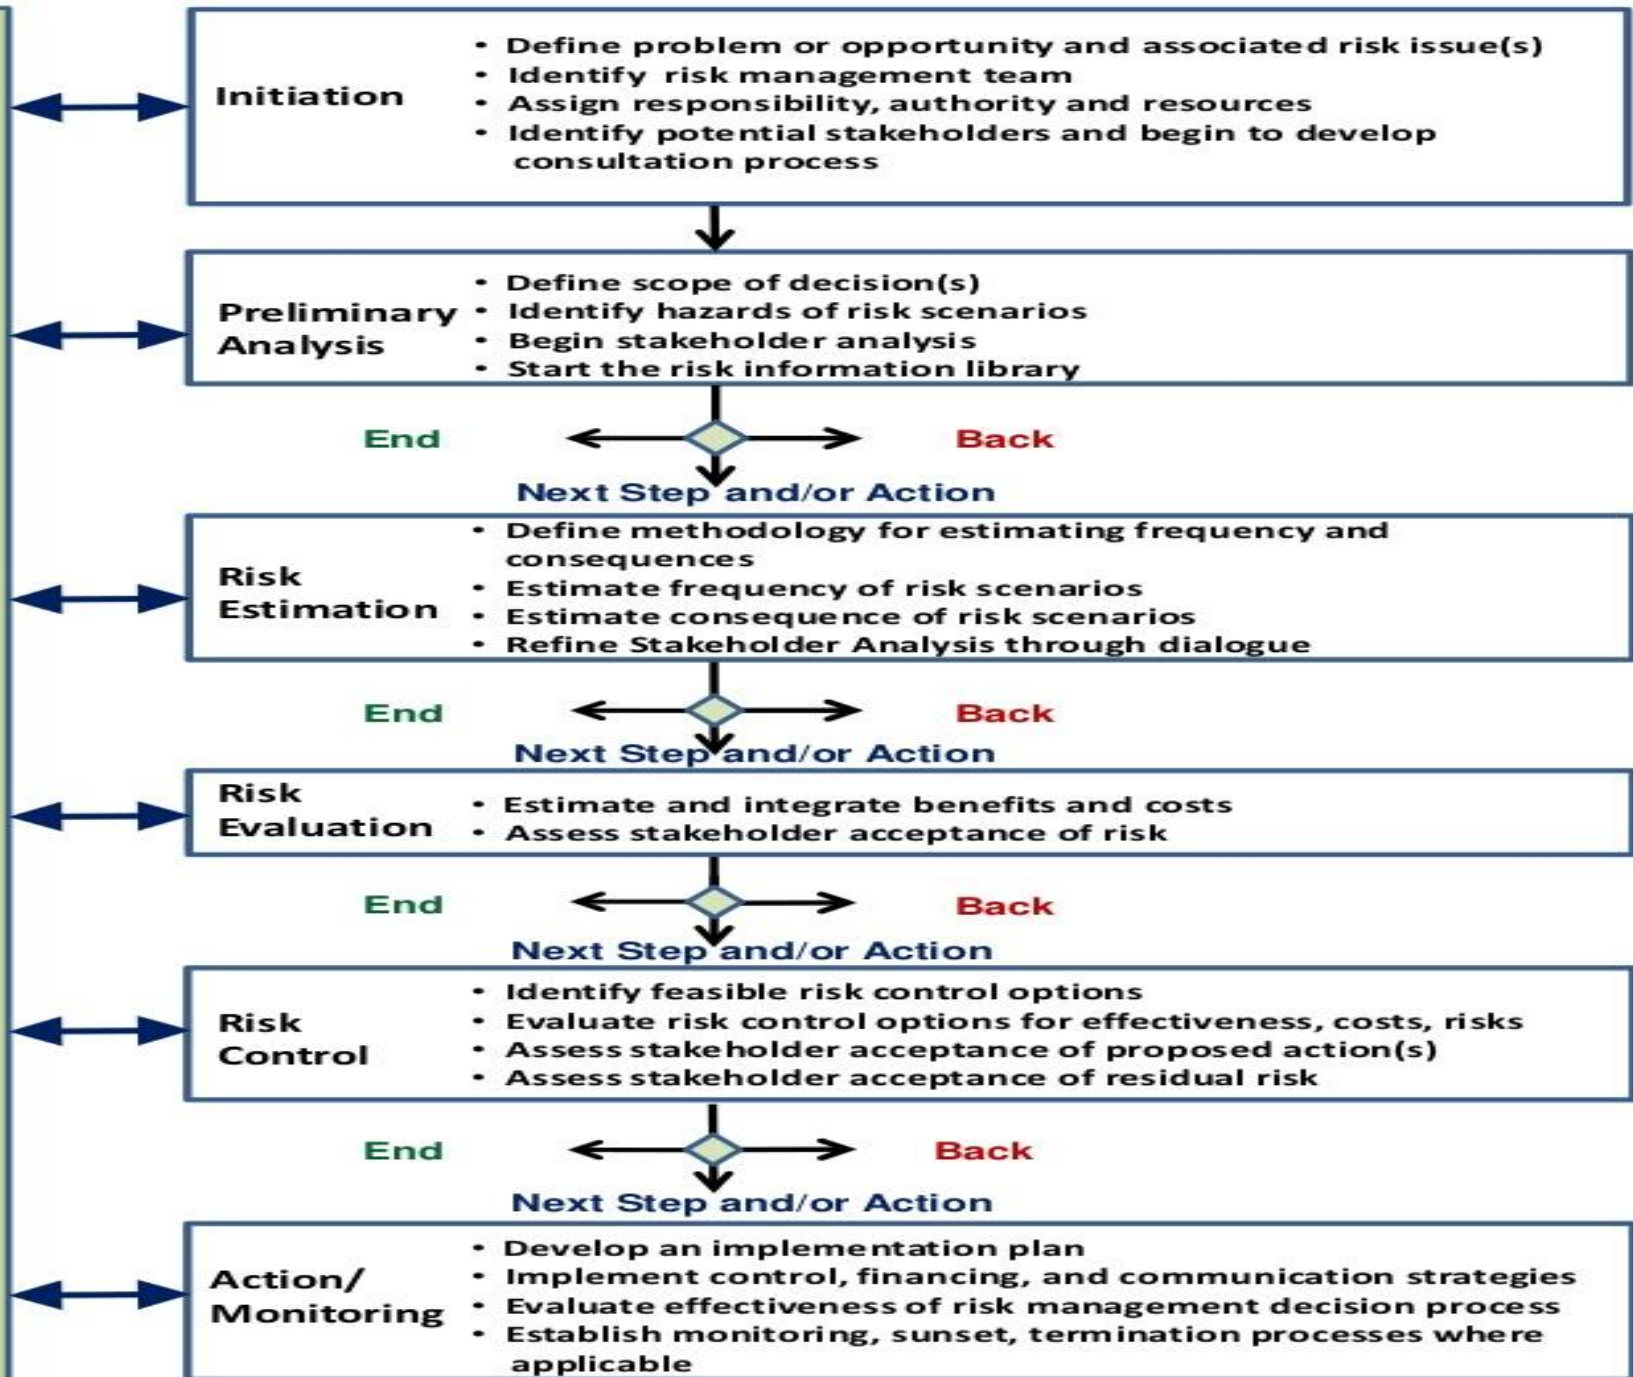 Initiation
• Define problem or opportunity and associated risk issue(s)
• Identify risk management team
• Assign responsibility, authority and resources
• Identify potential stakeholders and begin to develop
consultation process
Preliminary
Analysis
• Define scope of decision(s)
• Identify hazards of risk scenarios
• Begin stakeholder analysis
• Start the risk information library
End
Back
Next Step and/or Action
Risk
Estimation
• Define methodology for estimating frequency and
consequences
• Estimate frequency of risk scenarios
• Estimate consequence of risk scenarios
• Refine Stakeholder Analysis through dialogue
End
Back
Next Step and/or Action
Risk
Evaluation
• Estimate and integrate benefits and costs
• Assess stakeholder acceptance of risk
End
Back
Next Step and/or Action
Risk
Control
• Identify feasible risk control options
• Evaluate risk control options for effectiveness, costs, risks
• Assess stakeholder acceptance of proposed action(s)
• Assess stakeholder acceptance of residual risk
End
Back
Next Step and/or Action
Action/
Monitoring
• Develop an implementation plan
• Implement control, financing, and communication strategies
• Evaluate effectiveness of risk management decision process
• Establish monitoring, sunset, termination processes where
applicable